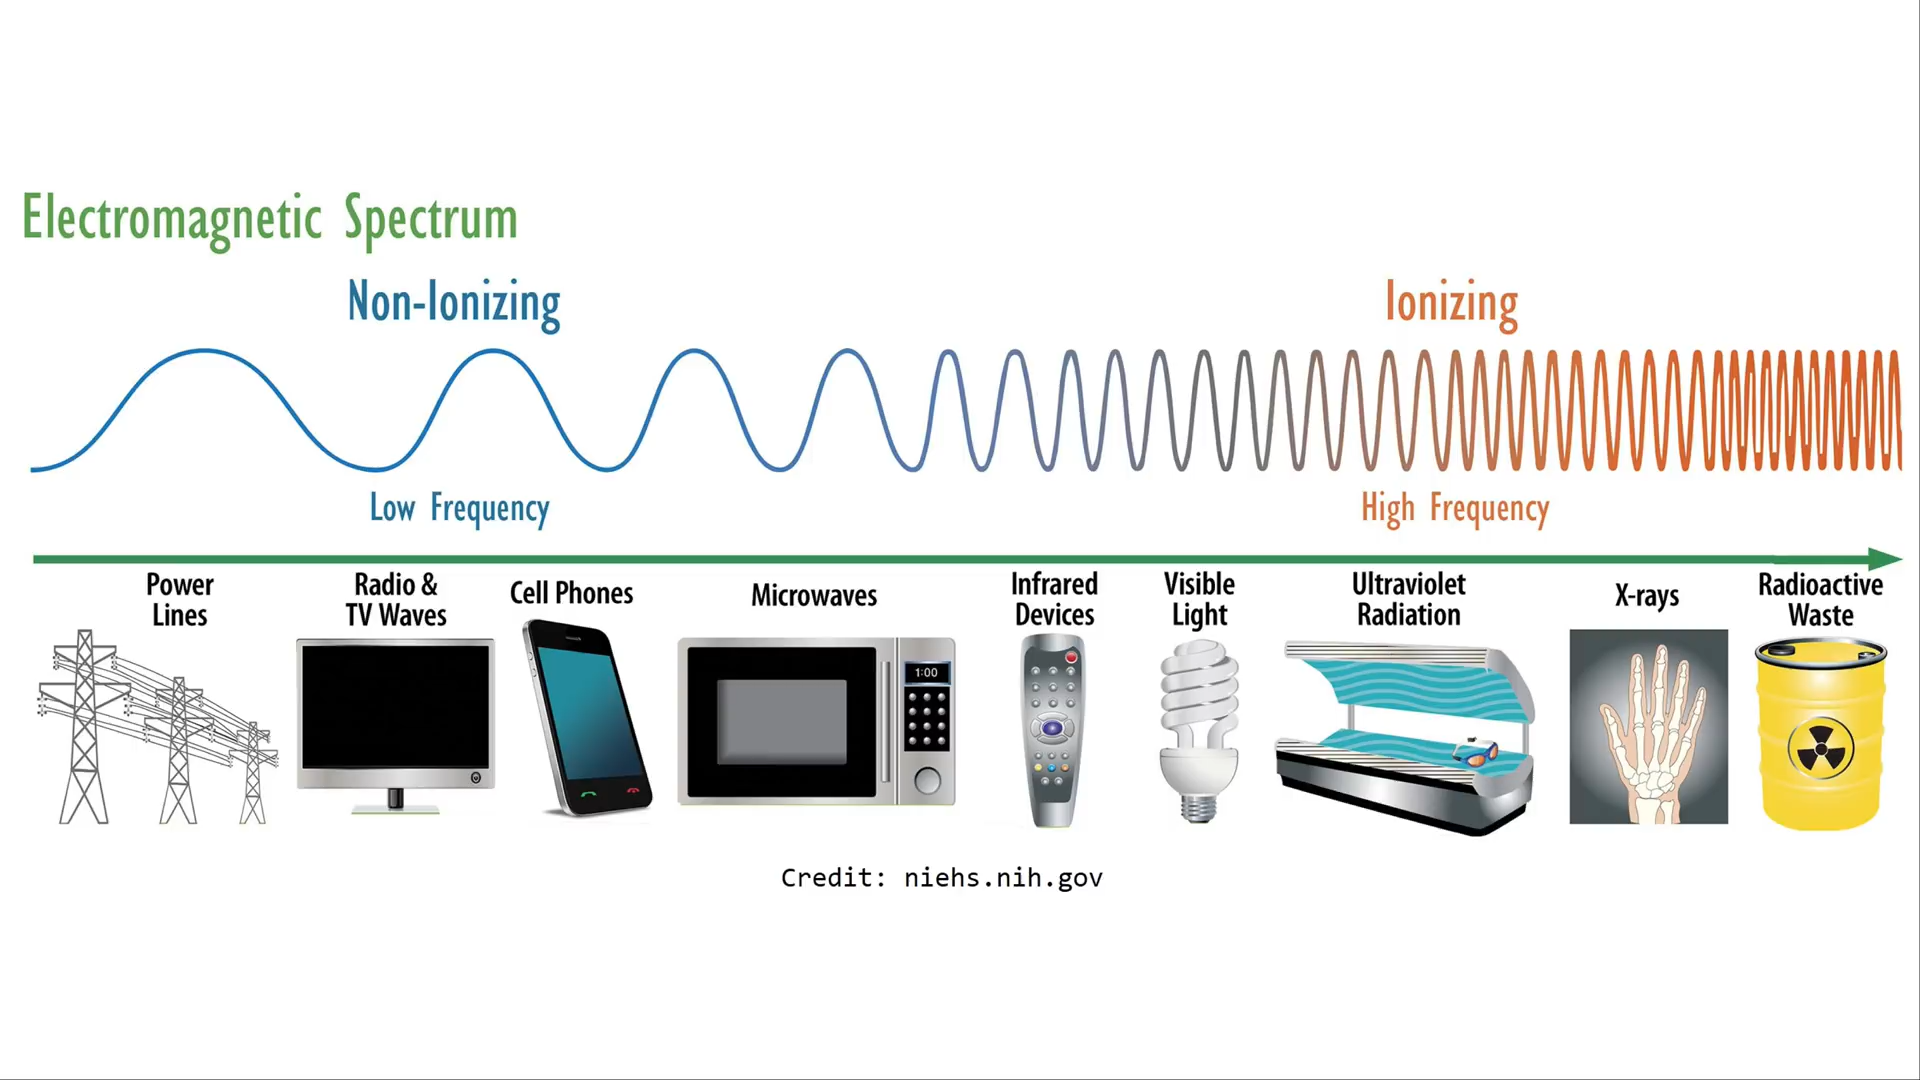 Electromagnetic Spectrum
Non-Ionizing
Ionizing
Low Frequency
High Frequency
Power
Lines
Radio &
TV Waves
Cell Phones
Microwaves
Infrared
Devices
Visible
Light
Ultraviolet
Radiation
X-rays
Radioactive
Waste
1:00
Credit: niehs.nih.gov